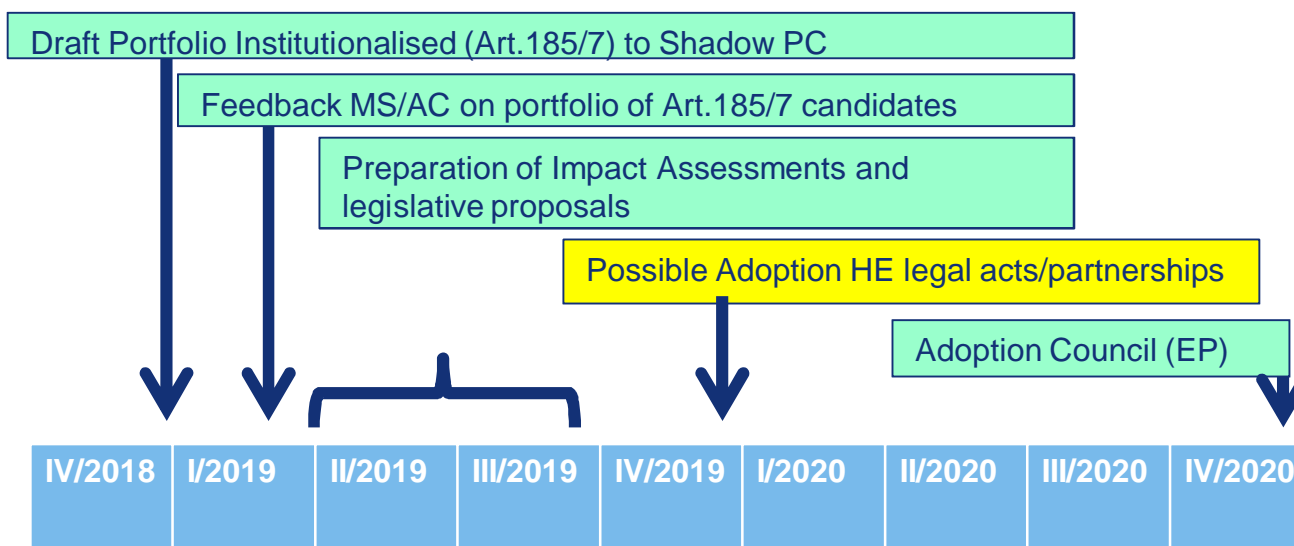 Draft Portfolio Institutionalised (Art.185/7) to Shadow PC
Feedback MS/AC on portfolio of Art.185/7 candidates
Preparation of Impact Assessments and
legislative proposals
Possible Adoption HE legal acts/partnerships
Adoption Council (EP)
IV/2018 I/2019 II/2019 III/2019 IV/2019 I/2020 II/2020 III/2020 IV/2020